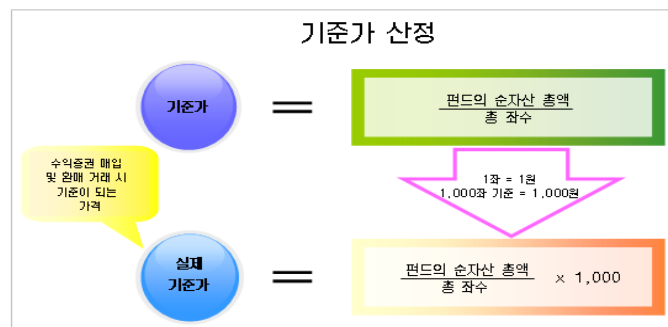 기준가 산정
기준가
=
펀드의 순자산 총액
총 좌수
수익증권 매입
및 환매 거래 시
기준이 되는
가격
1좌 = 1원
1,000좌 기준 = 1,000원
실제
기준가
=
펀드의 순자산 총액
총 좌수
x 1,000